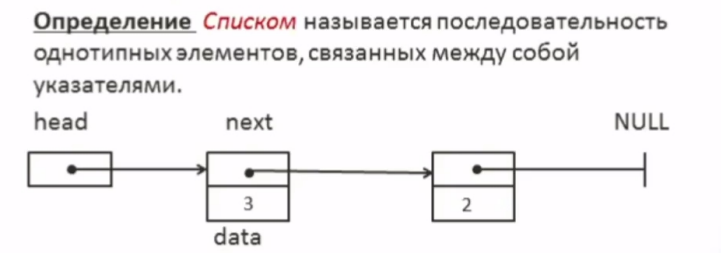 Определение Списком называется последовательность
однотипных элементов, связанных между собой
указателями.
head next NULL
3 2
data